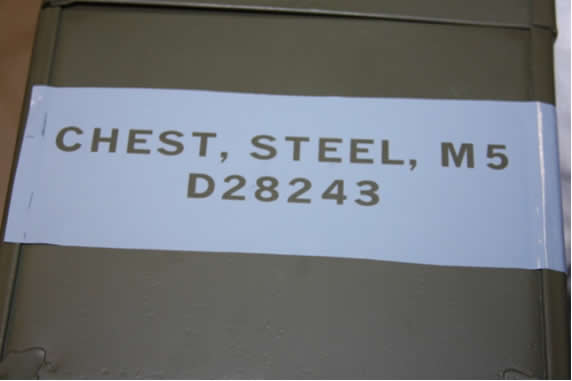 CHEST, STEEL, M5
D28243